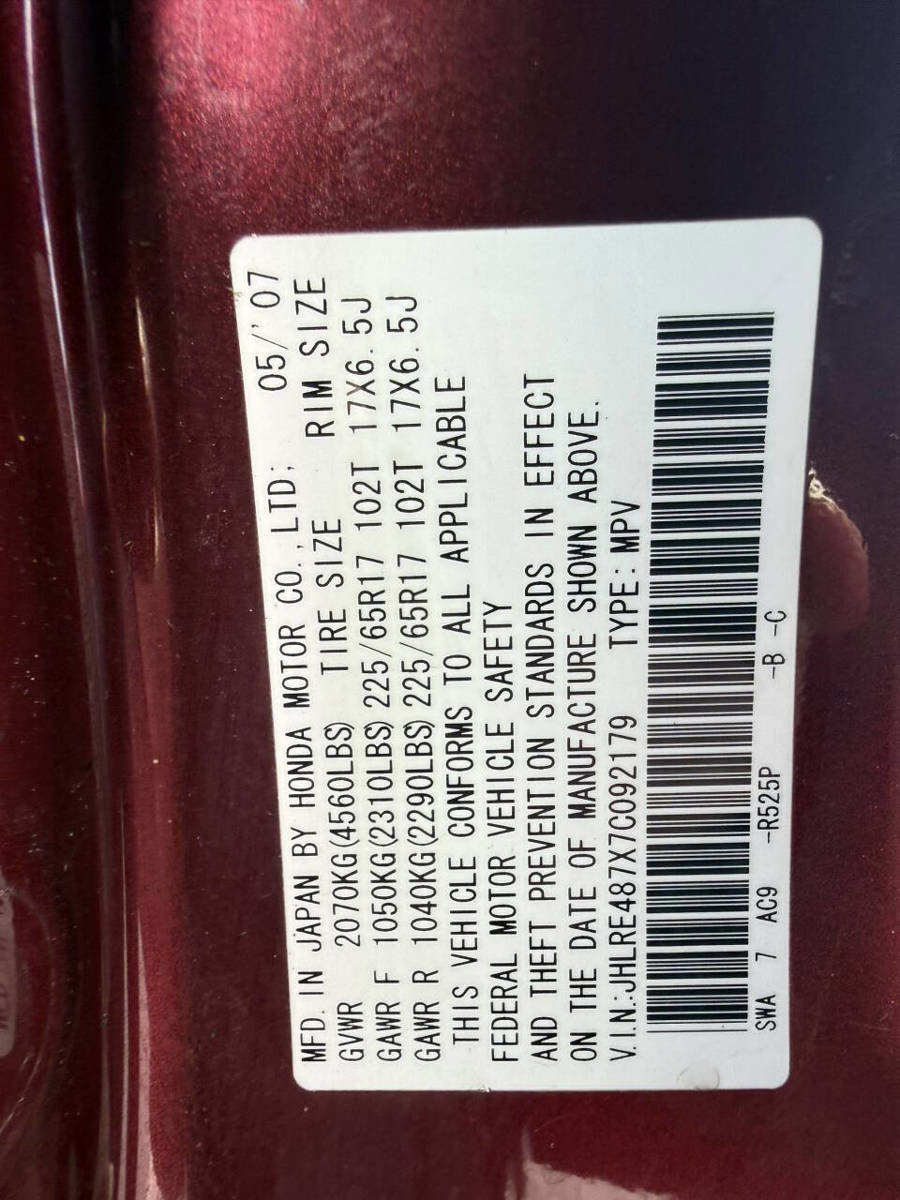 MFD. IN JAPAN BY HONDA MOTOR CO., LTD; 05/'07
GVWR 2070KG(4560LBS) TIRE SIZE RIM SIZE
GAWR F 1050KG(2310LBS) 225/65R17 102T 17X6.5J
GAWR R 1040KG(2290LBS) 225/65R17 102T 17X6.5J
THIS VEHICLE CONFORMS TO ALL APPLICABLE
FEDERAL MOTOR VEHICLE SAFETY
AND THEFT PREVENTION STANDARDS IN EFFECT
ON THE DATE OF MANUFACTURE SHOWN ABOVE.
V.I.N.:JHLRE487X7C092179 TYPE:MPV
SWA 7 AC9 -R525P -B -C